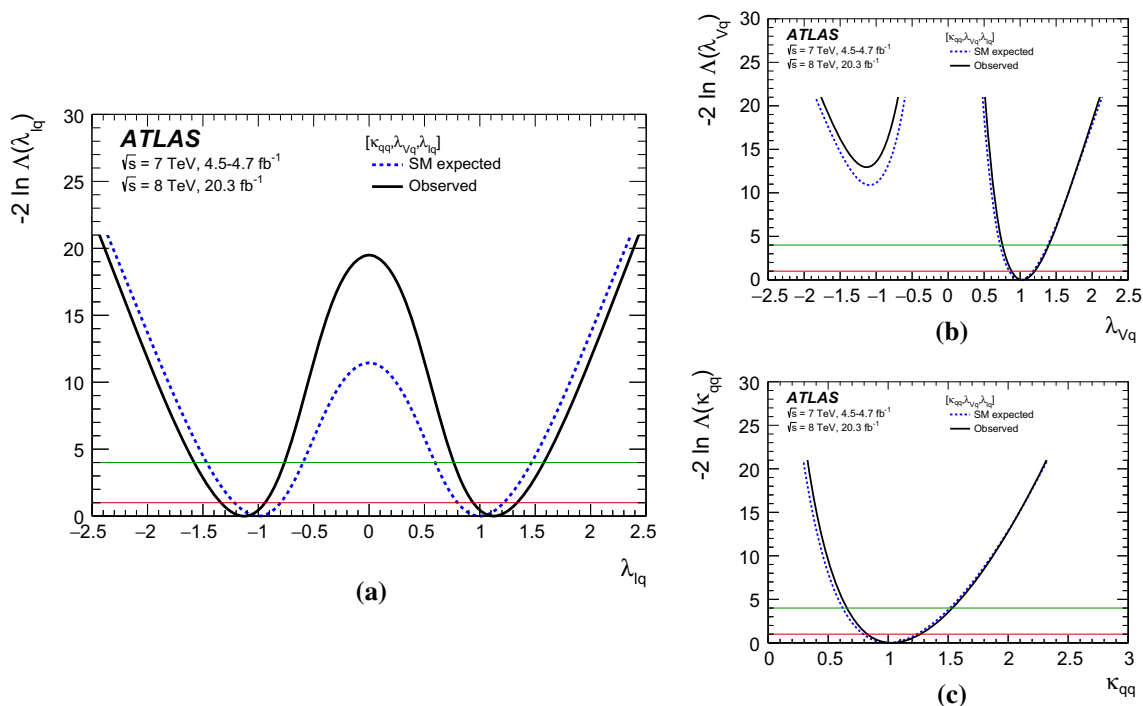 -2 ln Λ(λlq)
30
25
20
15
10
5
0
ATLAS
√s = 7 TeV, 4.5-4.7 fb-1
√s = 8 TeV, 20.3 fb-1
[κqq,λVq,λlq]
SM expected
Observed
−2.5 −2 −1.5 −1 −0.5 0 0.5 1 1.5 2 2.5
λlq
(a)
-2 ln Λ(λVq)
30
25
20
15
10
5
0
ATLAS
√s = 7 TeV, 4.5-4.7 fb-1
√s = 8 TeV, 20.3 fb-1
[κqq,λVq,λlq]
SM expected
Observed
−2.5 −2 −1.5 −1 −0.5 0 0.5 1 1.5 2 2.5
λVq
(b)
-2 ln Λ(κqq)
30
25
20
15
10
5
0
ATLAS
√s = 7 TeV, 4.5-4.7 fb-1
√s = 8 TeV, 20.3 fb-1
[κqq,λVq,λlq]
SM expected
Observed
0 0.5 1 1.5 2 2.5 3
κqq
(c)